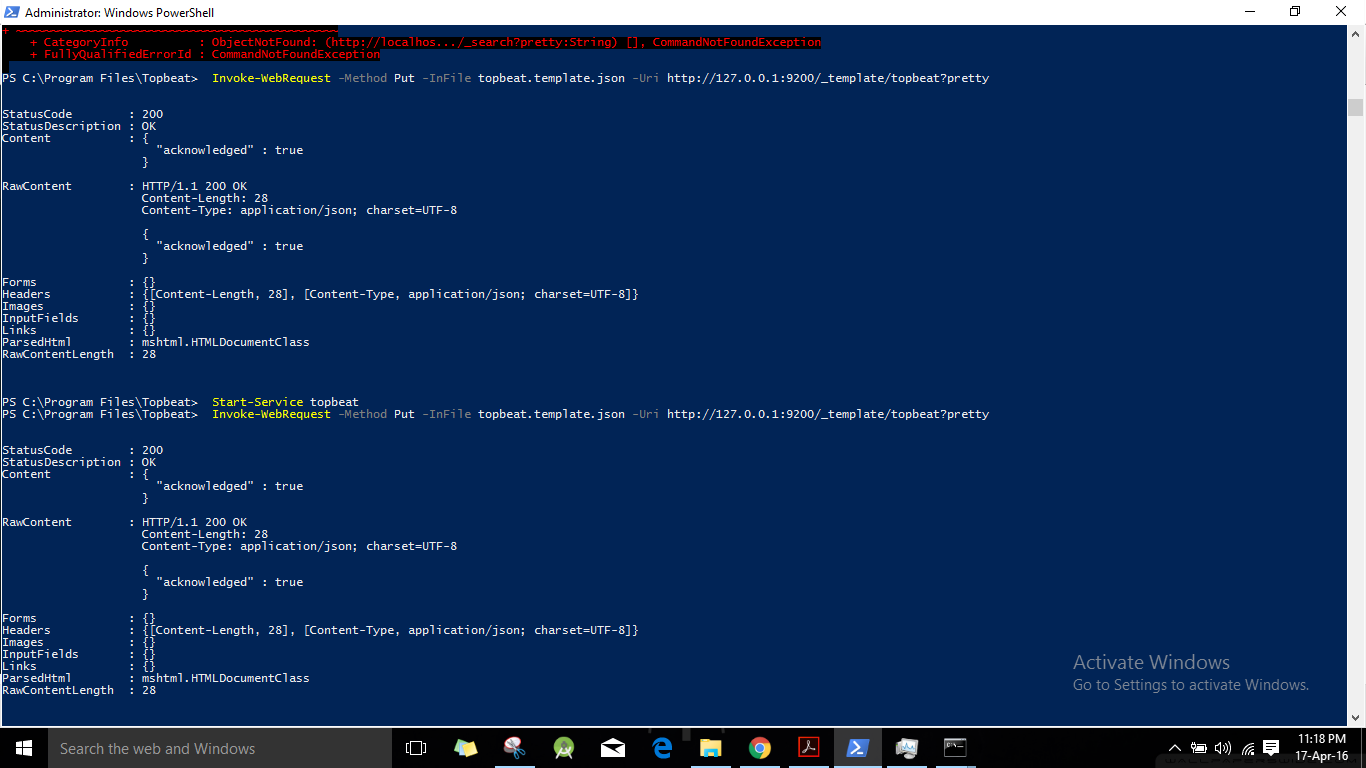 Administrator: Windows PowerShell
+ ~~~~~~~~~~~~~~~~~~~~~~~~~~~~~~~~~~~~~~~~~~~~~
+ CategoryInfo : ObjectNotFound: (http://localhos.../_search?pretty:String) [], CommandNotFoundException
+ FullyQualifiedErrorId : CommandNotFoundException
PS C:\Program Files\Topbeat> Invoke-WebRequest -Method Put -InFile topbeat.template.json -Uri http://127.0.0.1:9200/_template/topbeat?pretty
StatusCode : 200
StatusDescription : OK
Content : {
"acknowledged" : true
}
RawContent : HTTP/1.1 200 OK
Content-Length: 28
Content-Type: application/json; charset=UTF-8
{
"acknowledged" : true
}
Forms : {}
Headers : {[Content-Length, 28], [Content-Type, application/json; charset=UTF-8]}
Images : {}
InputFields : {}
Links : {}
ParsedHtml : mshtml.HTMLDocumentClass
RawContentLength : 28
PS C:\Program Files\Topbeat> Start-Service topbeat
PS C:\Program Files\Topbeat> Invoke-WebRequest -Method Put -InFile topbeat.template.json -Uri http://127.0.0.1:9200/_template/topbeat?pretty
StatusCode : 200
StatusDescription : OK
Content : {
"acknowledged" : true
}
RawContent : HTTP/1.1 200 OK
Content-Length: 28
Content-Type: application/json; charset=UTF-8
{
"acknowledged" : true
}
Forms : {}
Headers : {[Content-Length, 28], [Content-Type, application/json; charset=UTF-8]}
Images : {}
InputFields : {}
Links : {}
ParsedHtml : mshtml.HTMLDocumentClass
RawContentLength : 28
Activate Windows
Go to Settings to activate Windows.
Search the web and Windows
11:18 PM
17-Apr-16